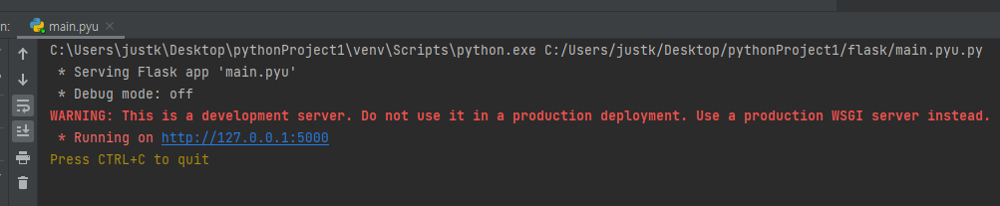 n: main.pyu
C:\Users\justk\Desktop\pythonProject1\venv\Scripts\python.exe C:/Users/justk/Desktop/pythonProject1/flask/main.pyu.py
* Serving Flask app 'main.pyu'
* Debug mode: off
WARNING: This is a development server. Do not use it in a production deployment. Use a production WSGI server instead.
* Running on http://127.0.0.1:5000
Press CTRL+C to quit